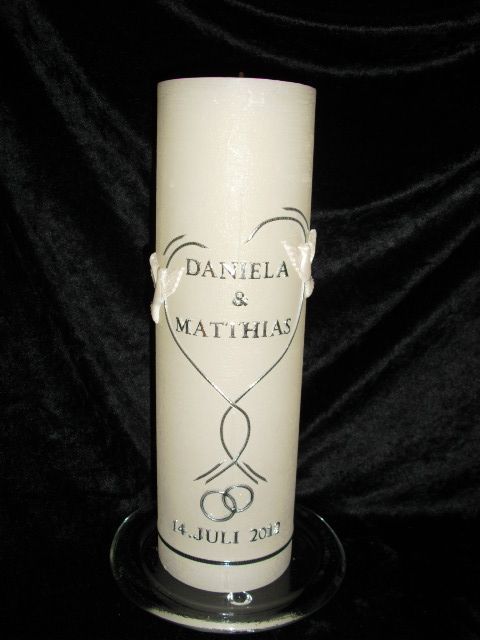 DANIELA
&
MATTHIAS
14.JULI 2012